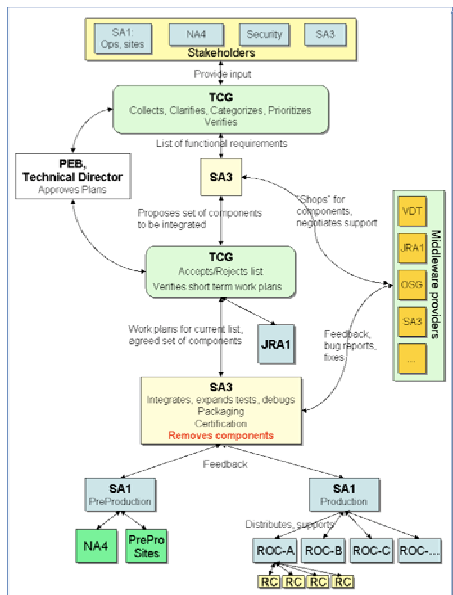 SA1:
Ops, sites
NA4
Security
SA3
Stakeholders
Provide input
TCG
Collects, Clarifies, Categorizes, Prioritizes
Verifies
List of functional requirements
PEB,
Technical Director
Approves Plans
SA3
"Shops" for
components,
negotiates support
Proposes set of components
to be integrated
TCG
Accepts/Rejects list
Verifies short term work plans
Middleware providers
VDT
JRA1
OSG
SA3
...
Work plans for current list,
agreed set of components
JRA1
Feedback,
bug reports,
fixes
SA3
Integrates, expands tests, debugs
Packaging
Certification
Removes components
Feedback
SA1
PreProduction
SA1
Production
NA4
PrePro
Sites
Distributes, supports
ROC-A
ROC-B
ROC-C
ROC-...
RC
RC
RC
RC